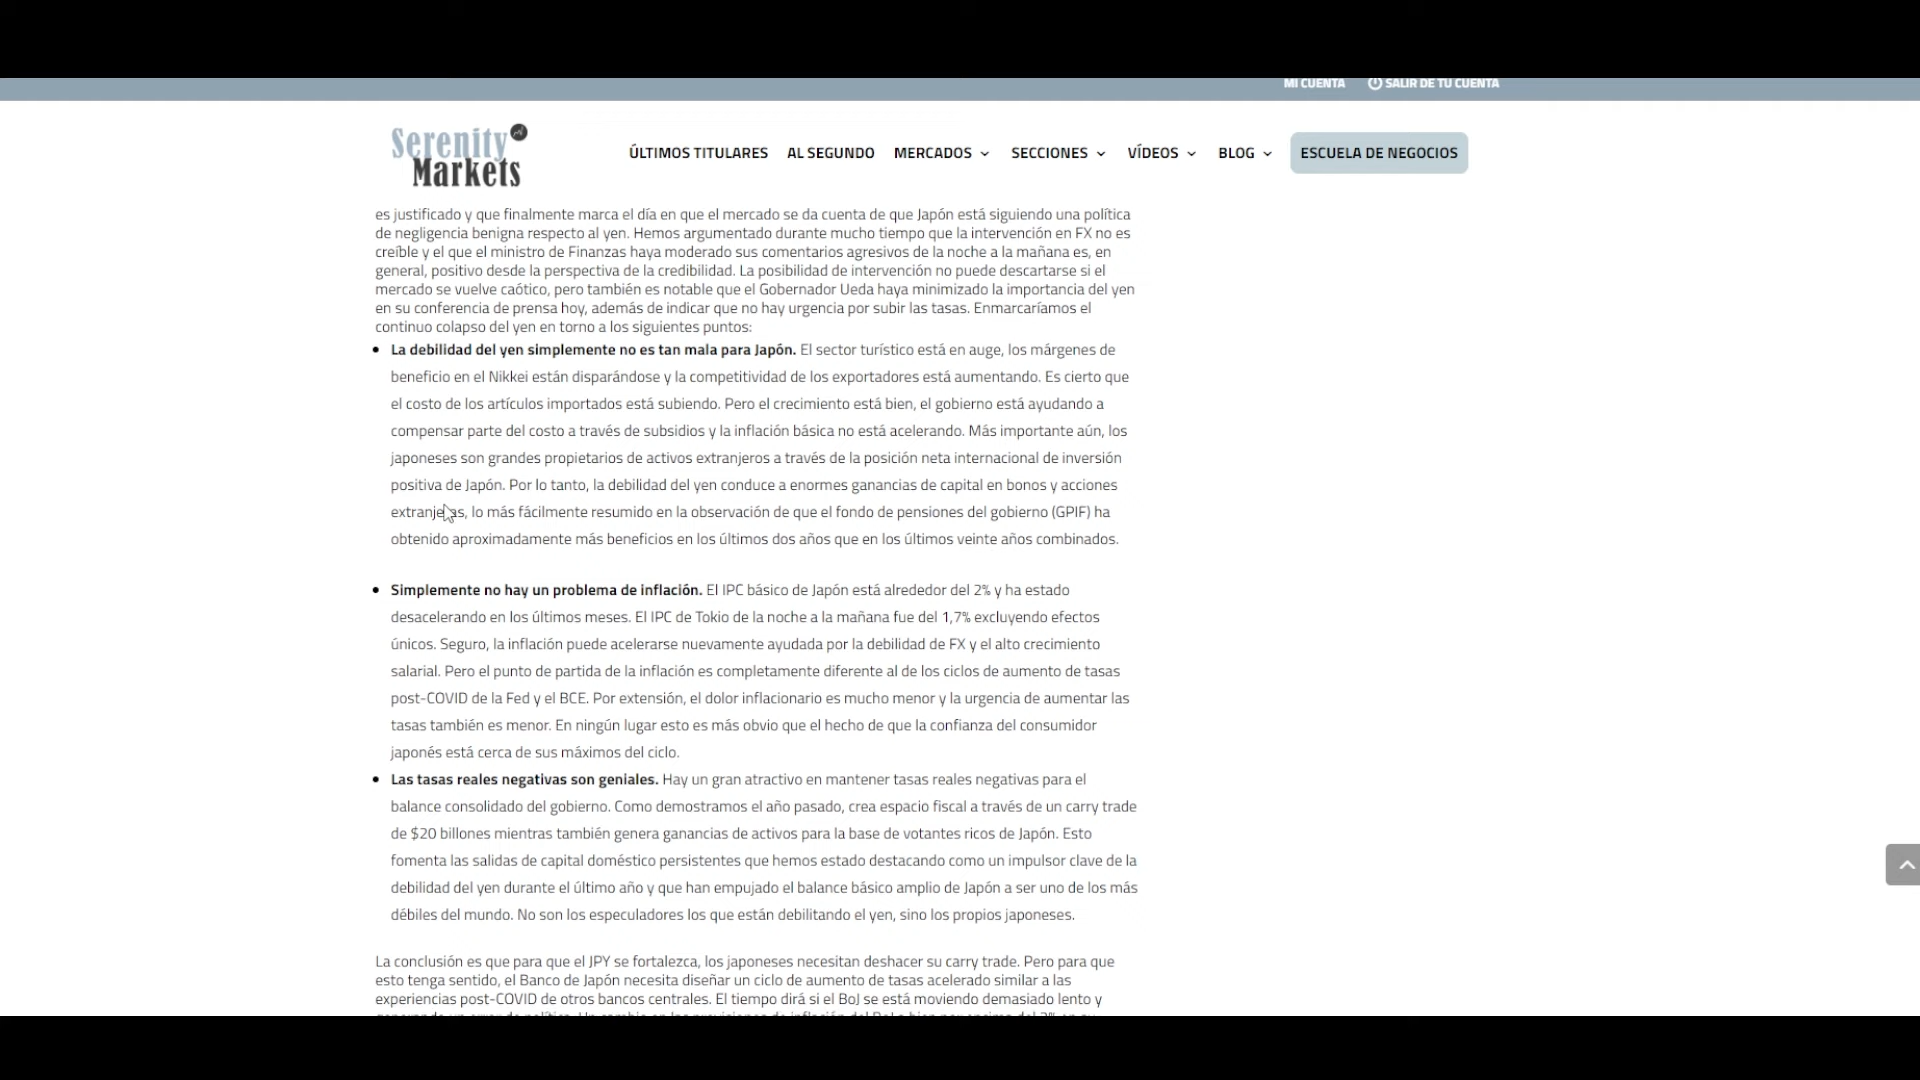 MI CUENTA SALIR DE TU CUENTA
Serenity
Markets
ÚLTIMOS TITULARES AL SEGUNDO MERCADOS SECCIONES VÍDEOS BLOG ESCUELA DE NEGOCIOS
es justificado y que finalmente marca el día en que el mercado se da cuenta de que Japón está siguiendo una política
de negligencia benigna respecto al yen. Hemos argumentado durante mucho tiempo que la intervención en FX no es
creíble y el que el ministro de Finanzas haya moderado sus comentarios agresivos de la noche a la mañana es, en
general, positivo desde la perspectiva de la credibilidad. La posibilidad de intervención no puede descartarse si el
mercado se vuelve caótico, pero también es notable que el Gobernador Ueda haya minimizado la importancia del yen
en su conferencia de prensa hoy, además de indicar que no hay urgencia por subir las tasas. Enmarcaríamos el
continuo colapso del yen en torno a los siguientes puntos:
• La debilidad del yen simplemente no es tan mala para Japón. El sector turístico está en auge, los márgenes de
beneficio en el Nikkei están disparándose y la competitividad de los exportadores está aumentando. Es cierto que
el costo de los artículos importados está subiendo. Pero el crecimiento está bien, el gobierno está ayudando a
compensar parte del costo a través de subsidios y la inflación básica no está acelerando. Más importante aún, los
japoneses son grandes propietarios de activos extranjeros a través de la posición neta internacional de inversión
positiva de Japón. Por lo tanto, la debilidad del yen conduce a enormes ganancias de capital en bonos y acciones
extranjeras, lo más fácilmente resumido en la observación de que el fondo de pensiones del gobierno (GPIF) ha
obtenido aproximadamente más beneficios en los últimos dos años que en los últimos veinte años combinados.
• Simplemente no hay un problema de inflación. El IPC básico de Japón está alrededor del 2% y ha estado
desacelerando en los últimos meses. El IPC de Tokio de la noche a la mañana fue del 1,7% excluyendo efectos
únicos. Seguro, la inflación puede acelerarse nuevamente ayudada por la debilidad de FX y el alto crecimiento
salarial. Pero el punto de partida de la inflación es completamente diferente al de los ciclos de aumento de tasas
post-COVID de la Fed y el BCE. Por extensión, el dolor inflacionario es mucho menor y la urgencia de aumentar las
tasas también es menor. En ningún lugar esto es más obvio que el hecho de que la confianza del consumidor
japonés está cerca de sus máximos del ciclo.
• Las tasas reales negativas son geniales. Hay un gran atractivo en mantener tasas reales negativas para el
balance consolidado del gobierno. Como demostramos el año pasado, crea espacio fiscal a través de un carry trade
de $20 billones mientras también genera ganancias de activos para la base de votantes ricos de Japón. Esto
fomenta las salidas de capital doméstico persistentes que hemos estado destacando como un impulsor clave de la
debilidad del yen durante el último año y que han empujado el balance básico amplio de Japón a ser uno de los más
débiles del mundo. No son los especuladores los que están debilitando el yen, sino los propios japoneses.
La conclusión es que para que el JPY se fortalezca, los japoneses necesitan deshacer su carry trade. Pero para que
esto tenga sentido, el Banco de Japón necesita diseñar un ciclo de aumento de tasas acelerado similar a las
experiencias post-COVID de otros bancos centrales. El tiempo dirá si el BoJ se está moviendo demasiado lento y